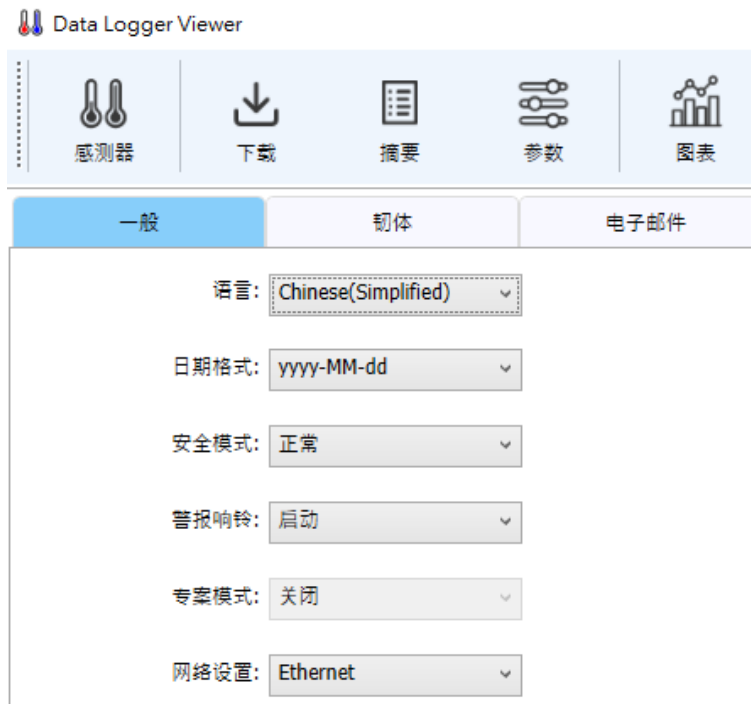 Data Logger Viewer
感测器 下载 摘要 参数 图表
一般 韧体 电子邮件
语言: Chinese(Simplified)
日期格式: yyyy-MM-dd
安全模式: 正常
警报响铃: 启动
专案模式: 关闭
网络设置: Ethernet